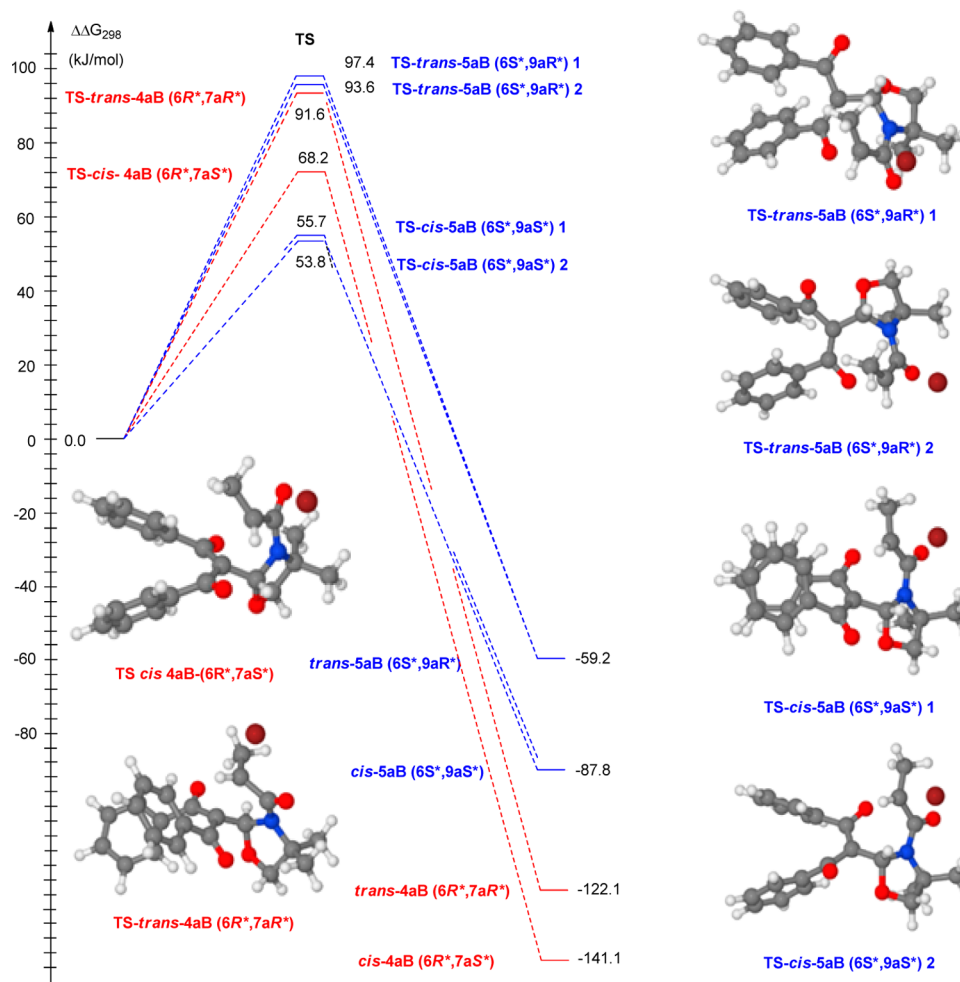 ΔΔG298
(kJ/mol)
TS
100
80
60
40
20
0
-20
-40
-60
-80
0.0
97.4
93.6
91.6
68.2
55.7
53.8
TS-trans-5aB (6S*,9aR*) 1
TS-trans-5aB (6S*,9aR*) 2
TS-trans-4aB (6R*,7aR*)
TS-cis- 4aB (6R*,7aS*)
TS-cis-5aB (6S*,9aS*) 1
TS-cis-5aB (6S*,9aS*) 2
TS cis 4aB-(6R*,7aS*)
TS-trans-4aB (6R*,7aR*)
trans-5aB (6S*,9aR*)
-59.2
cis-5aB (6S*,9aS*)
-87.8
trans-4aB (6R*,7aR*)
-122.1
cis-4aB (6R*,7aS*)
-141.1
TS-trans-5aB (6S*,9aR*) 1
TS-trans-5aB (6S*,9aR*) 2
TS-cis-5aB (6S*,9aS*) 1
TS-cis-5aB (6S*,9aS*) 2